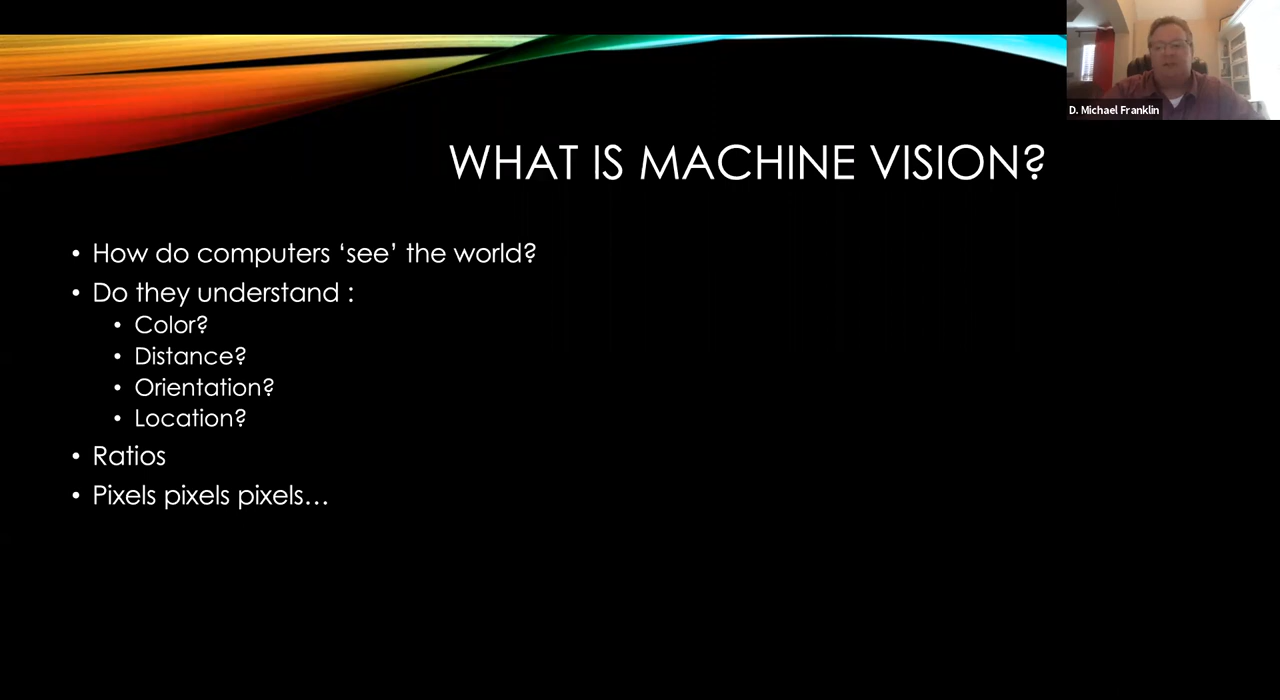 D. Michael Franklin
WHAT IS MACHINE VISION?
• How do computers ‘see’ the world?
• Do they understand :
• Color?
• Distance?
• Orientation?
• Location?
• Ratios
• Pixels pixels pixels…